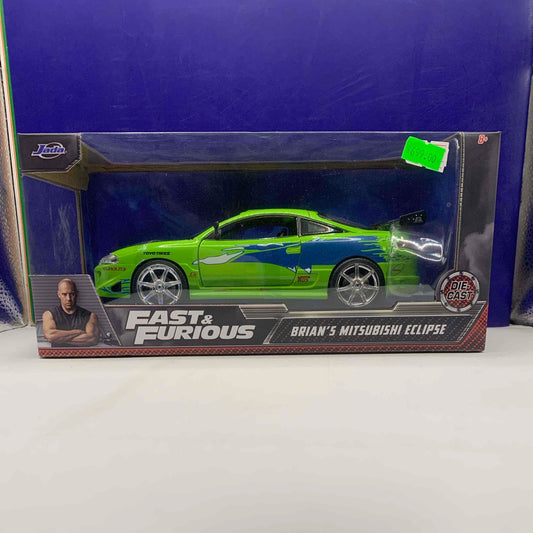 Jada
8+
TOYO TIRES
DIE-CAST
FAST &
FURIOUS
BRIAN'S MITSUBISHI ECLIPSE